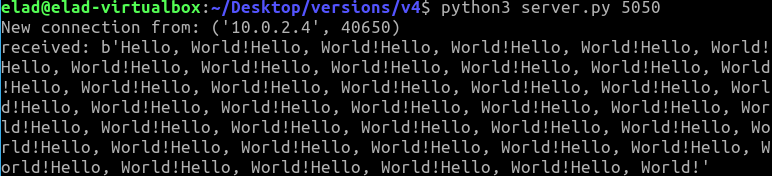 elad@elad-virtualbox:~/Desktop/versions/v4$ python3 server.py 5050
New connection from: ('10.0.2.4', 40650)
received: b'Hello, World!Hello, World!Hello, World!Hello, World!Hello, World!
Hello, World!Hello, World!Hello, World!Hello, World!Hello, World!Hello, World
!Hello, World!Hello, World!Hello, World!Hello, World!Hello, World!Hello, Worl
d!Hello, World!Hello, World!Hello, World!Hello, World!Hello, World!Hello, Wor
ld!Hello, World!Hello, World!Hello, World!Hello, World!Hello, World!Hello, Wo
rld!Hello, World!Hello, World!Hello, World!Hello, World!Hello, World!Hello, W
orld!Hello, World!Hello, World!Hello, World!Hello, World!Hello, World!'